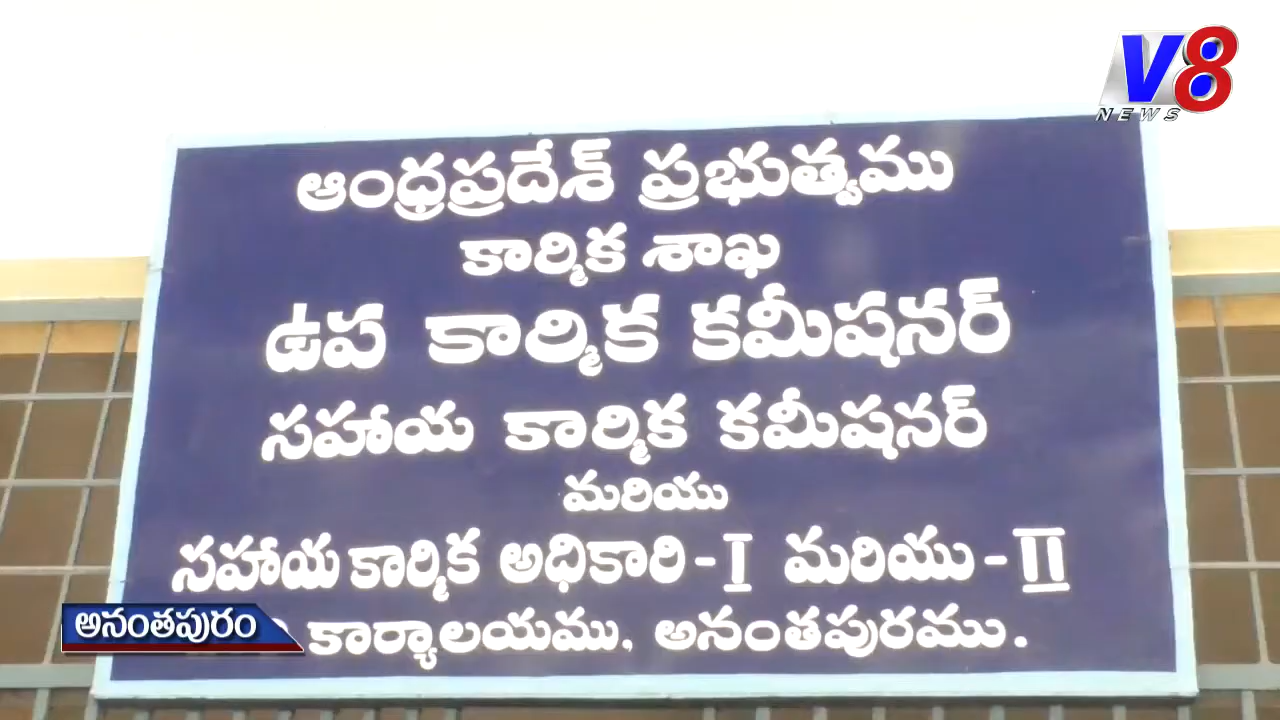 V8
NEWS
ఆంధ్రప్రదేశ్ ప్రభుత్వము
కార్మిక శాఖ
ఉప కార్మిక కమీషనర్
సహాయ కార్మిక కమీషనర్
మరియు
సహాయ కార్మిక అధికారి - I మరియు - II
కార్యాలయము, అనంతపురము.
అనంతపురం